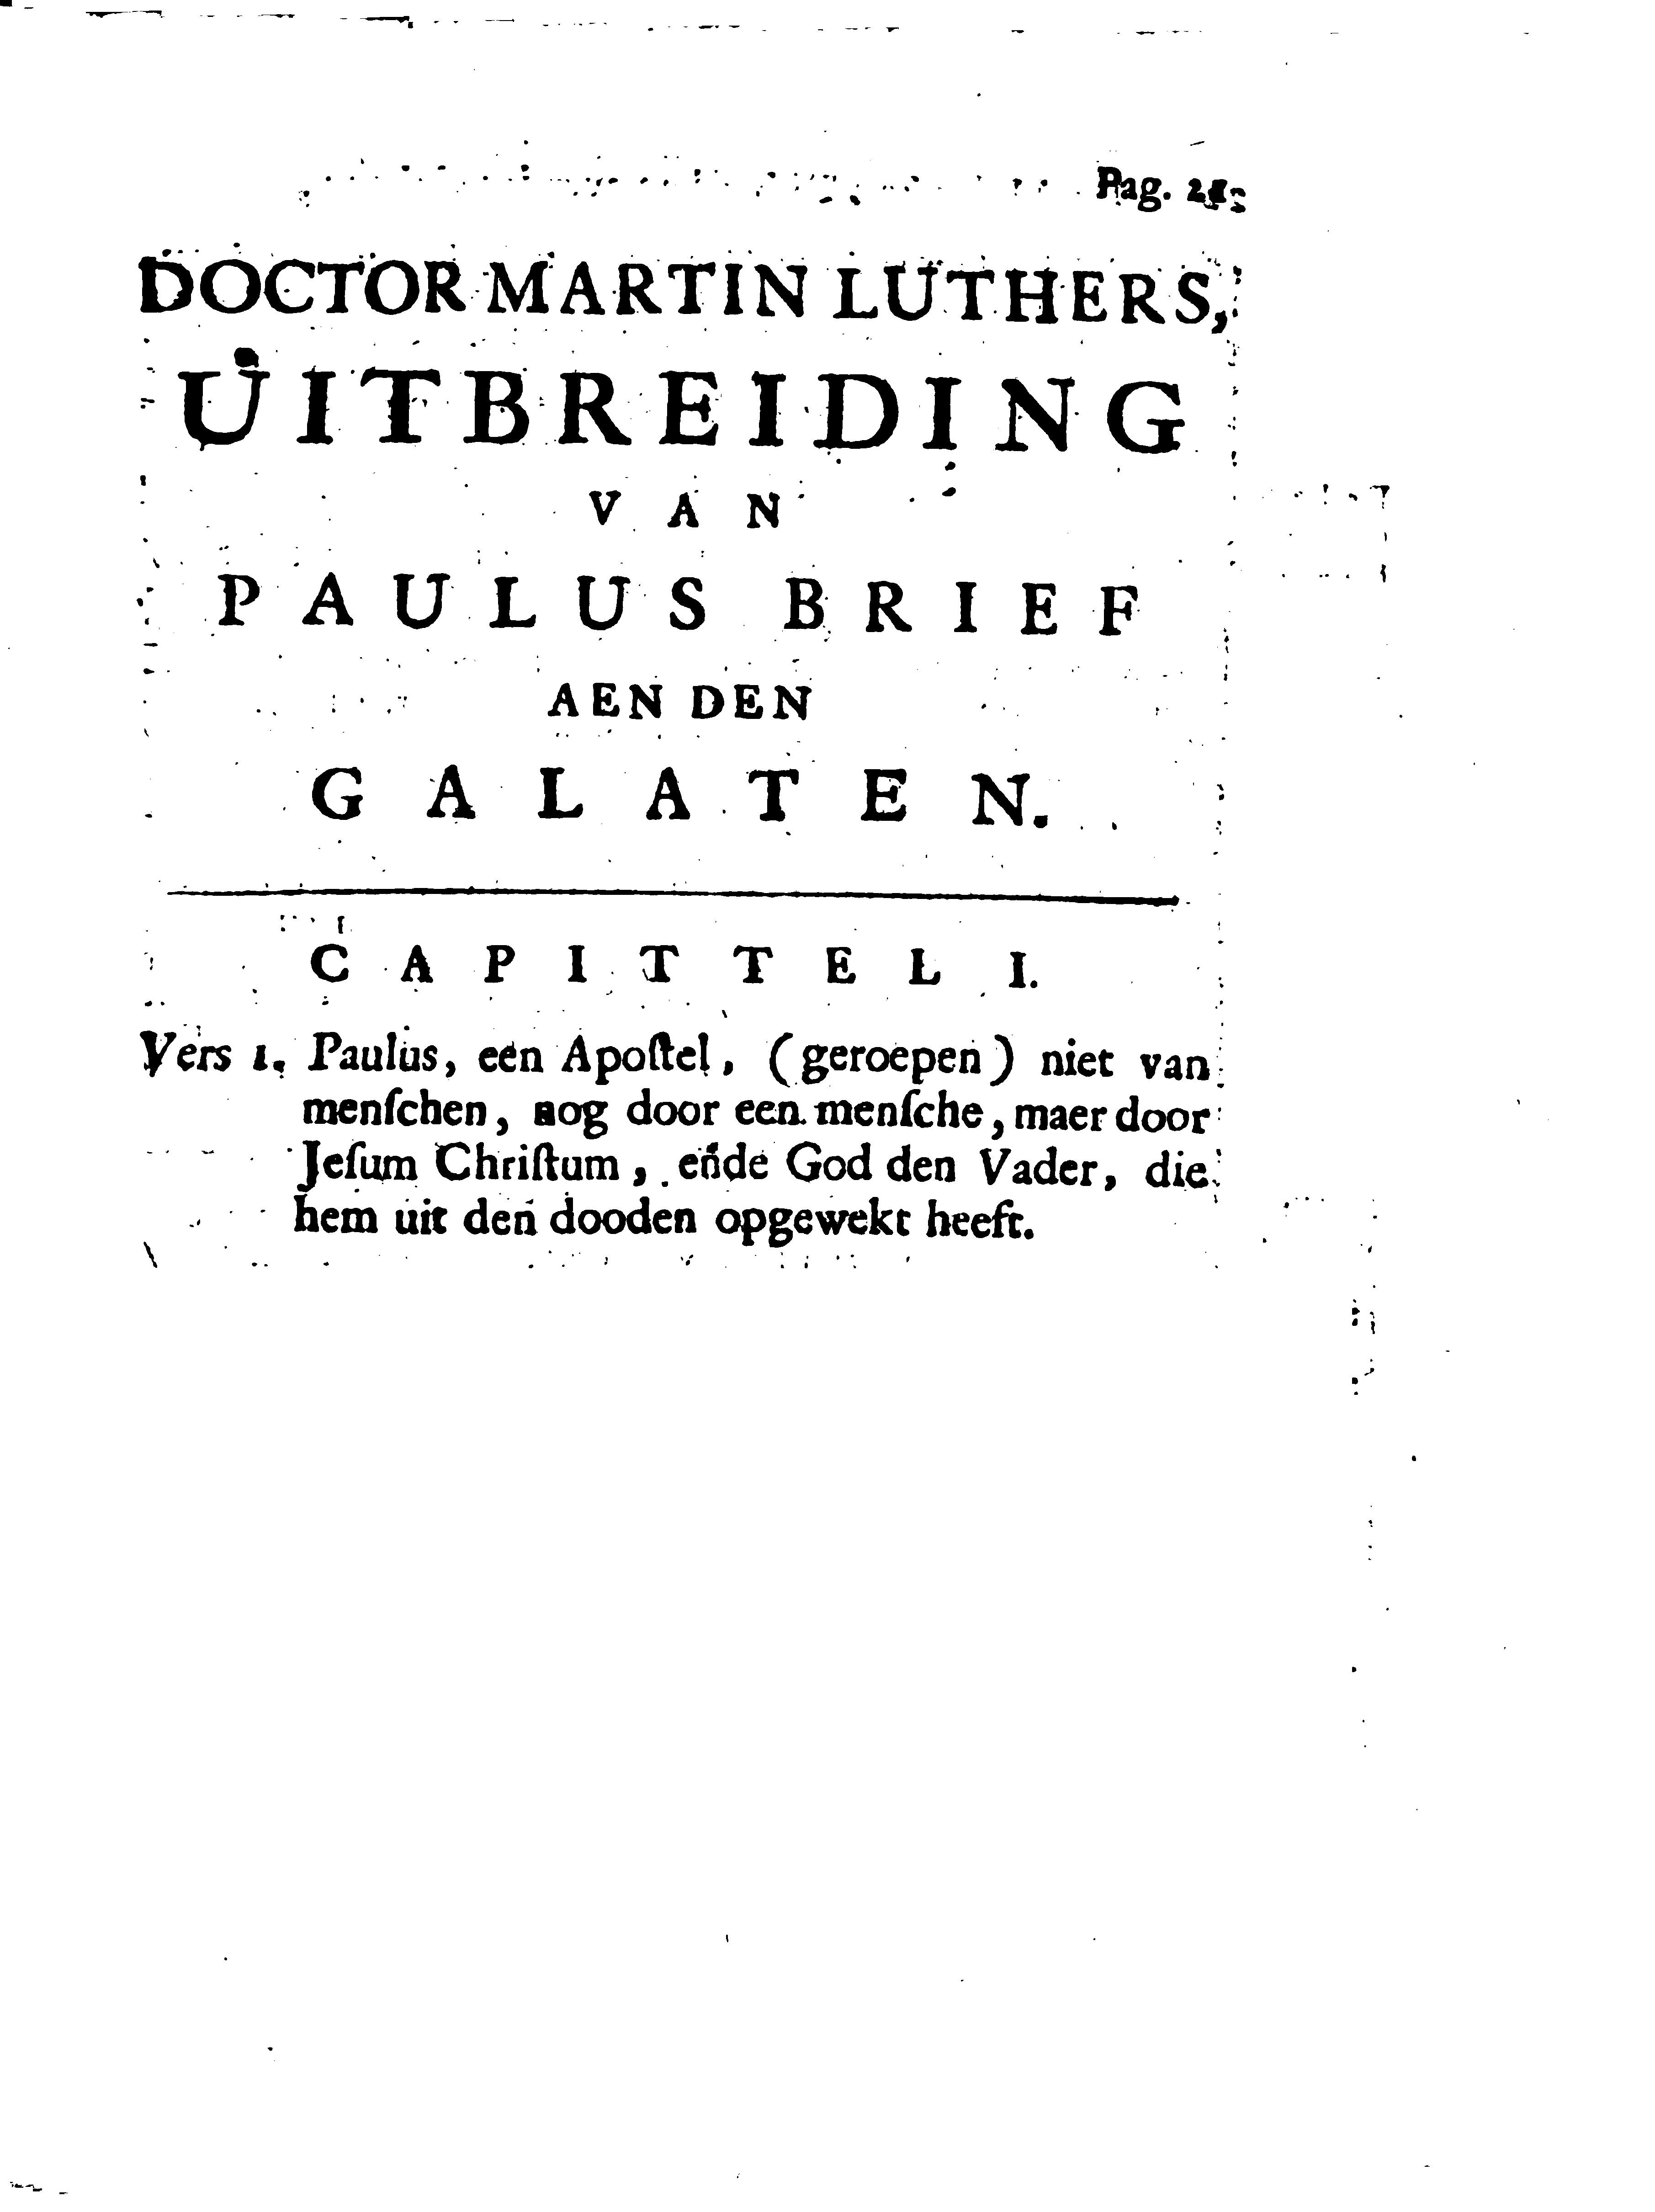 Pag.
DOCTOR MARTIN LUTHERS,
UITBREIDING
VAN
PAULUS BRIEF
AEN DEN
GALATEN.
CAPITTEL I.
Vers 1. Paulus, een Apoſtel, (geroepen) niet van
menſchen, nog door een menſche, maer door
Jeſum Chriſtum, ende God den Vader, die
hem uit den dooden opgewekt heeft.